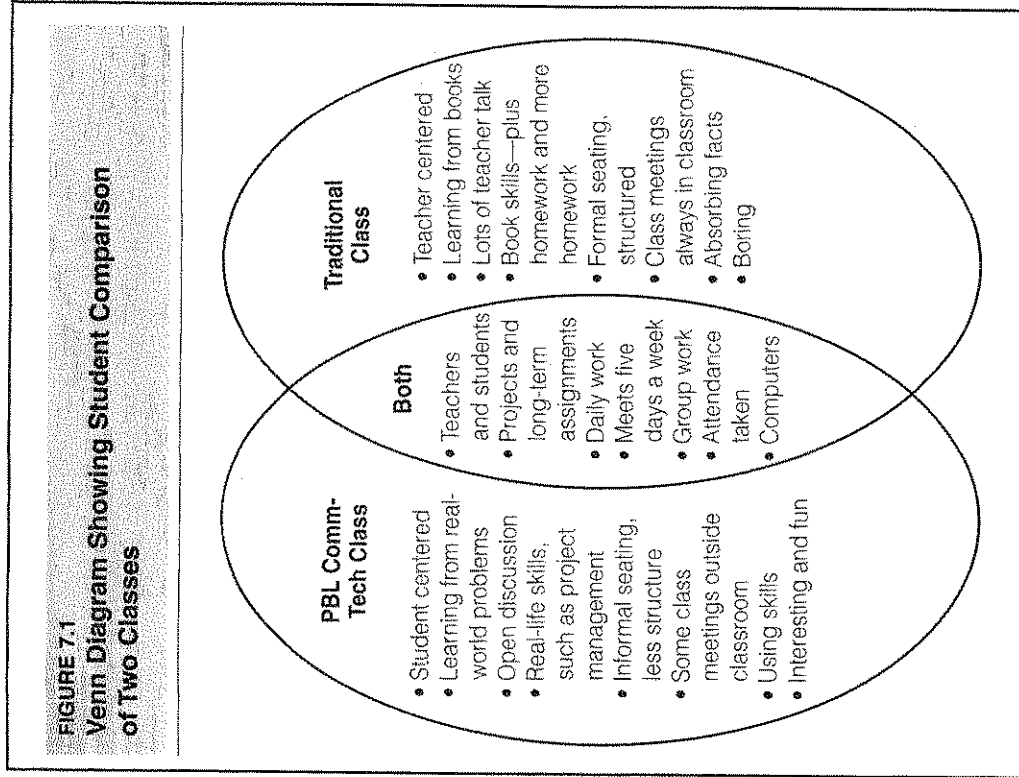 FIGURE 7.1
Venn Diagram Showing Student Comparison
of Two Classes
PBL Comm-
Tech Class
• Student centered
• Learning from real-
world problems
• Open discussion
• Real-life skills,
such as project
management
• Informal seating,
less structure
• Some class
meetings outside
classroom
• Using skills
• Interesting and fun
Both
• Teachers
and students
• Projects and
long-term
assignments
• Daily work
• Meets five
days a week
• Group work
• Attendance
taken
• Computers
Traditional
Class
• Teacher centered
• Learning from books
• Lots of teacher talk
• Book skills—plus
homework and more
homework
• Formal seating,
structured
• Class meetings
always in classroom
• Absorbing facts
• Boring